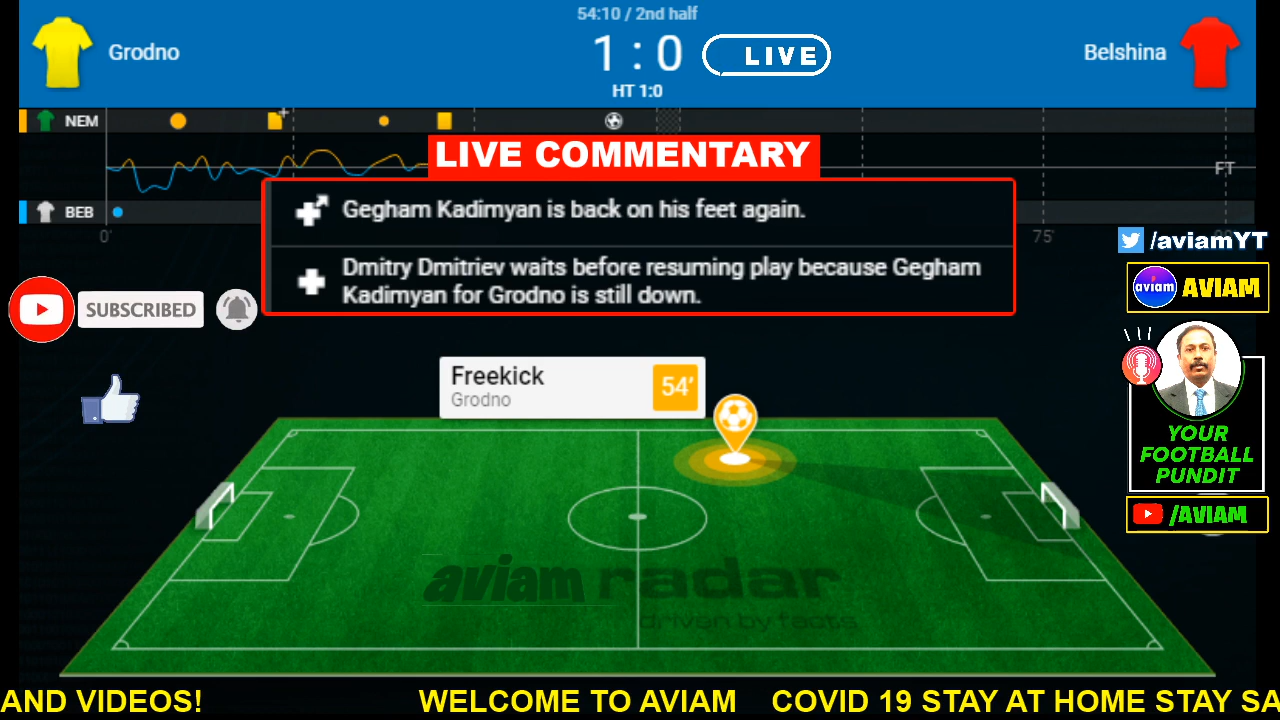 54:10 / 2nd half
Grodno
1 : 0
LIVE
Belshina
HT 1:0
NEM
LIVE COMMENTARY
FT
Gegham Kadimyan is back on his feet again.
BEB
0'
75'
Dmitry Dmitriev waits before resuming play because Gegham
Kadimyan for Grodno is still down.
/aviamYT
aviam AVIAM
SUBSCRIBED
Freekick
Grodno
54'
YOUR
FOOTBALL
PUNDIT
/AVIAM
aviam radar
driven by facts
AND VIDEOS! WELCOME TO AVIAM COVID 19 STAY AT HOME STAY SA